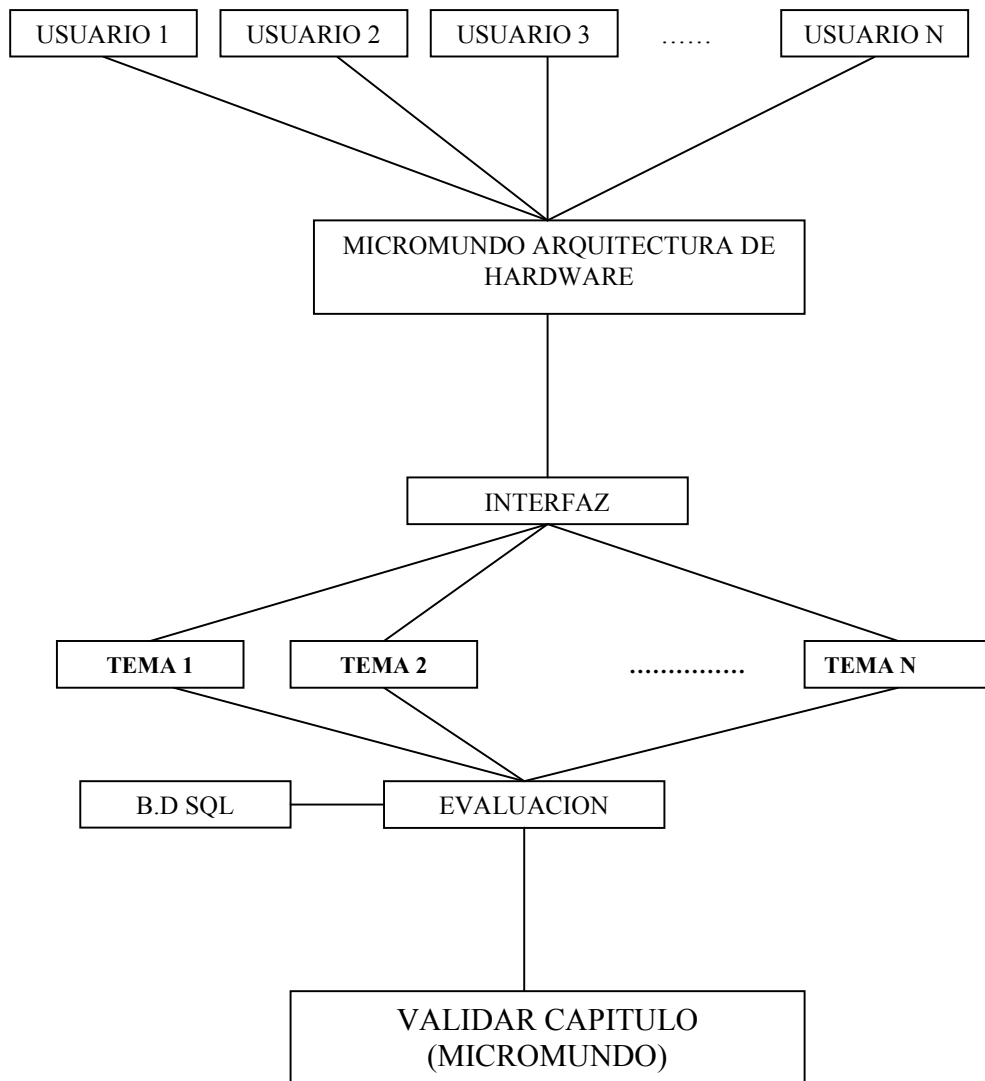 USUARIO 1 USUARIO 2 USUARIO 3 ...... USUARIO N
MICROMUNDO ARQUITECTURA DE
HARDWARE
INTERFAZ
TEMA 1 TEMA 2 ............... TEMA N
B.D SQL EVALUACION
VALIDAR CAPITULO
(MICROMUNDO)